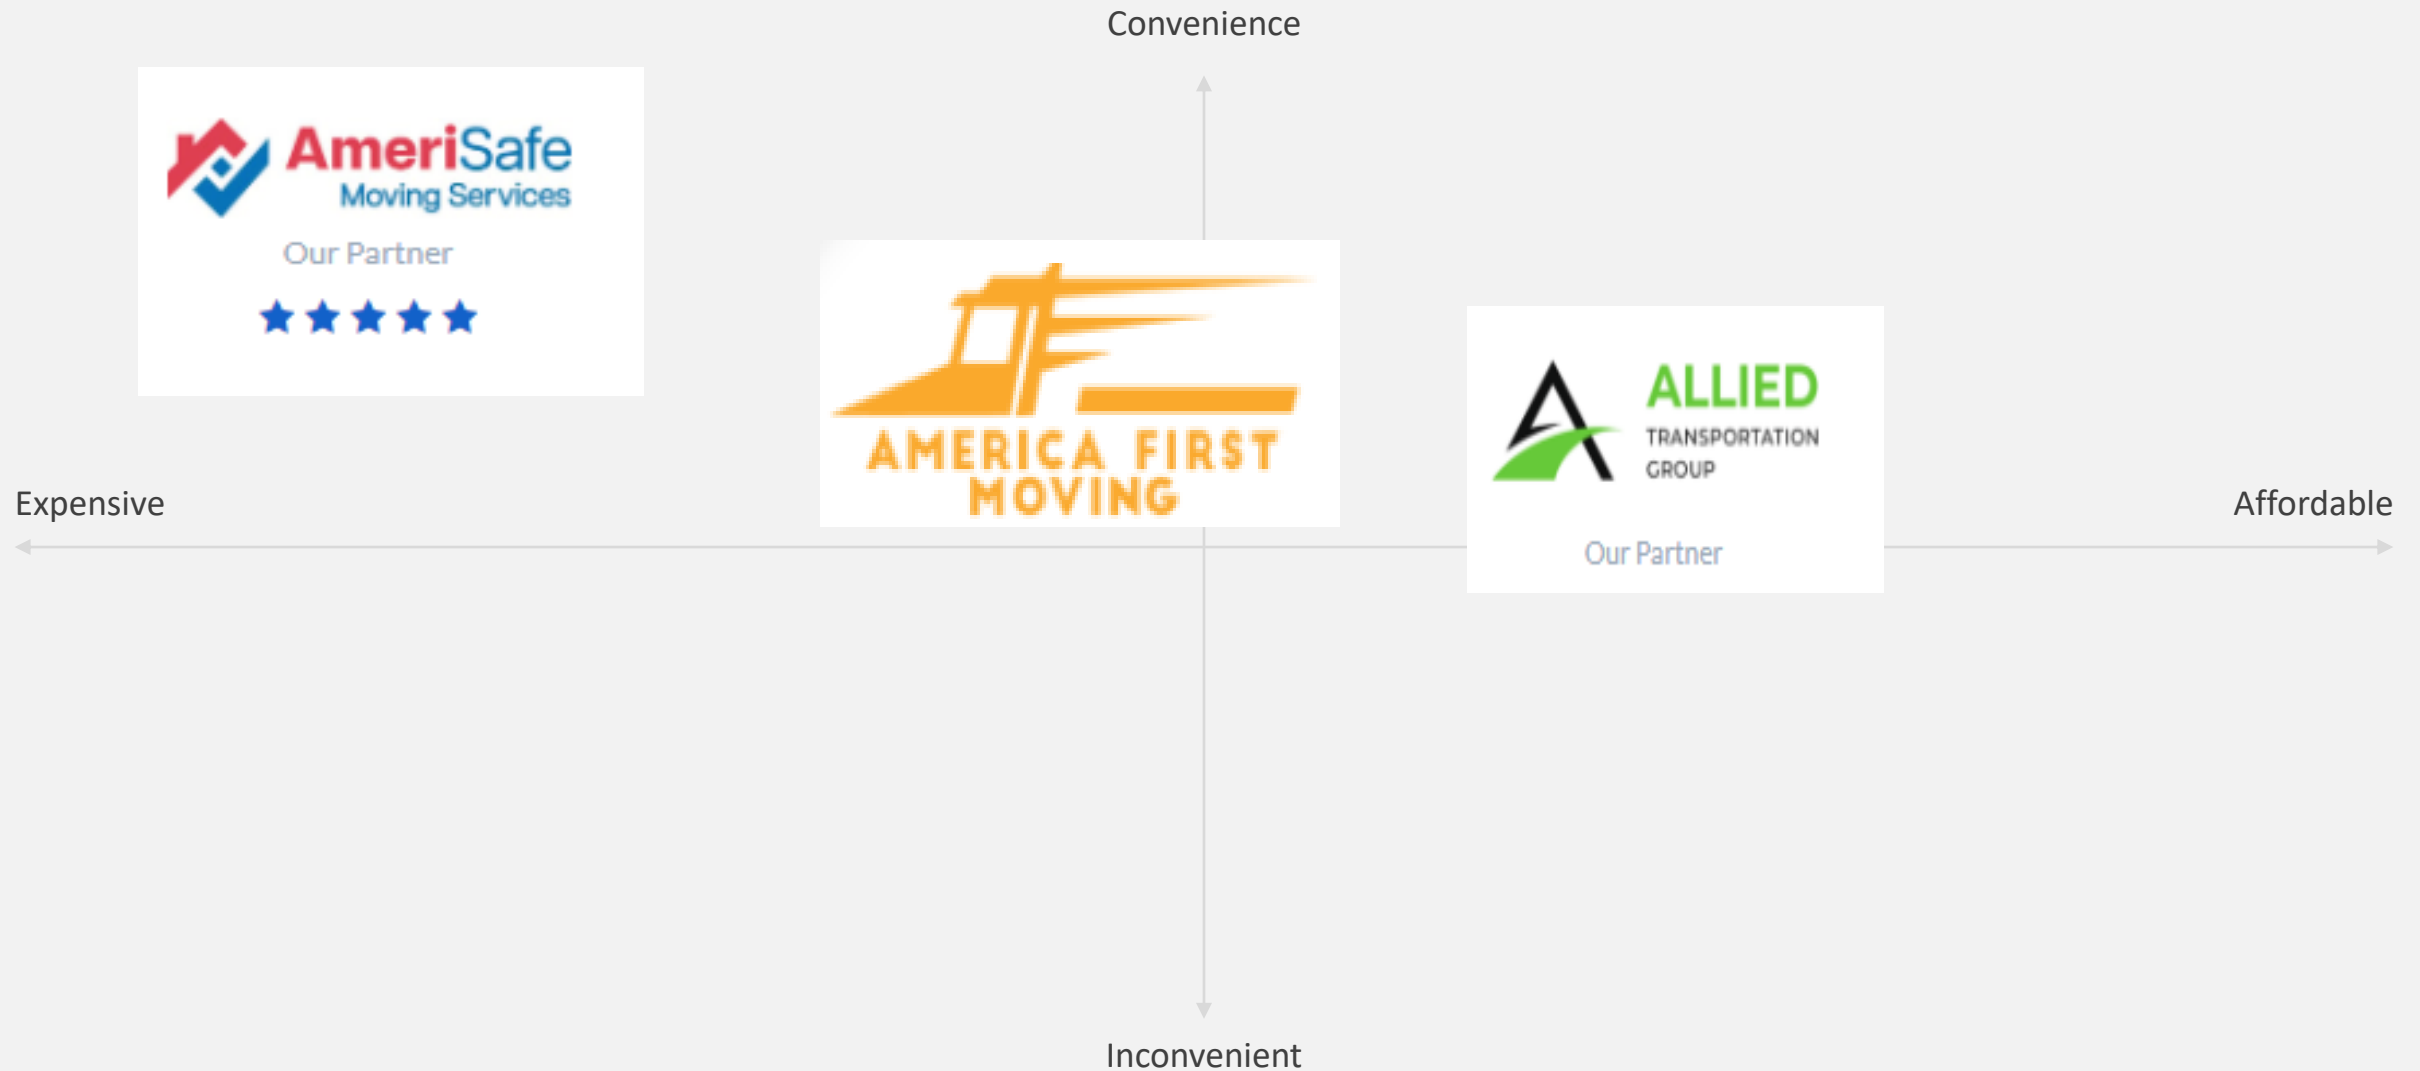 Convenience
AmeriSafe
Moving Services
Our Partner
AMERICA FIRST
MOVING
ALLIED
TRANSPORTATION
GROUP
Our Partner
Expensive
Affordable
Inconvenient